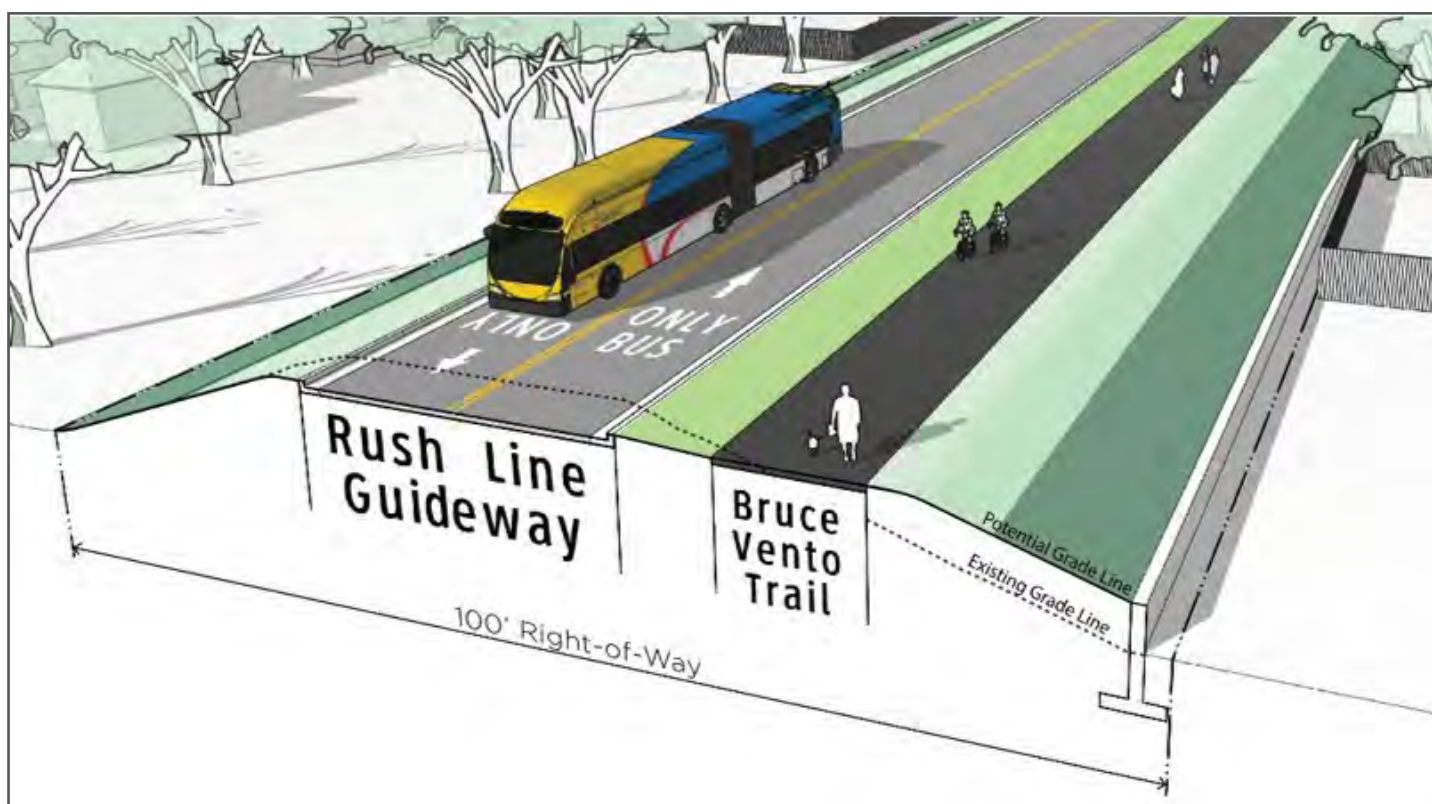 ONLY
ONLY
BUS
Rush Line
Guideway
Bruce
Vento
Trail
Potential Grade Line
Existing Grade Line
100' Right-of-Way